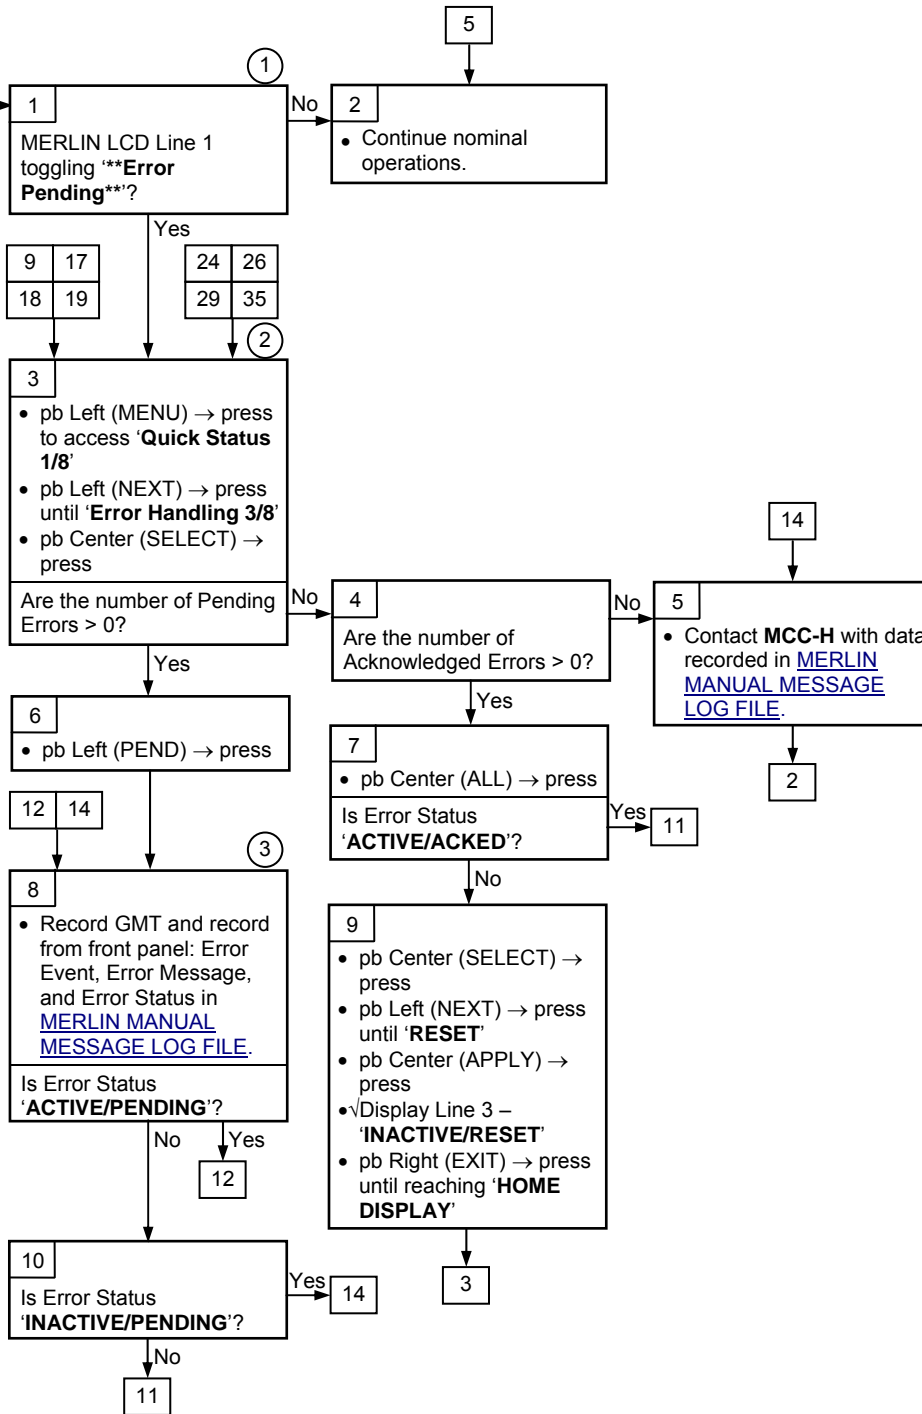 5
1
1
MERLIN LCD Line 1
toggling ‘**Error
Pending**’?
No
2
• Continue nominal
operations.
Yes
9 17
18 19
24 26
29 35
2
3
• pb Left (MENU) → press
to access ‘Quick Status
1/8’
• pb Left (NEXT) → press
until ‘Error Handling 3/8’
• pb Center (SELECT) →
press
Are the number of Pending
Errors > 0?
No
4
Are the number of
Acknowledged Errors > 0?
No
14
5
• Contact MCC-H with data
recorded in MERLIN
MANUAL MESSAGE
LOG FILE.
2
Yes
6
• pb Left (PEND) → press
Yes
7
• pb Center (ALL) → press
Is Error Status
‘ACTIVE/ACKED’?
Yes
11
No
12 14
3
8
• Record GMT and record
from front panel: Error
Event, Error Message,
and Error Status in
MERLIN MANUAL
MESSAGE LOG FILE.
Is Error Status
‘ACTIVE/PENDING’?
No
Yes
12
9
• pb Center (SELECT) →
press
• pb Left (NEXT) → press
until ‘RESET’
• pb Center (APPLY) →
press
•√Display Line 3 –
‘INACTIVE/RESET’
• pb Right (EXIT) → press
until reaching ‘HOME
DISPLAY’
3
10
Is Error Status
‘INACTIVE/PENDING’?
Yes
14
No
11